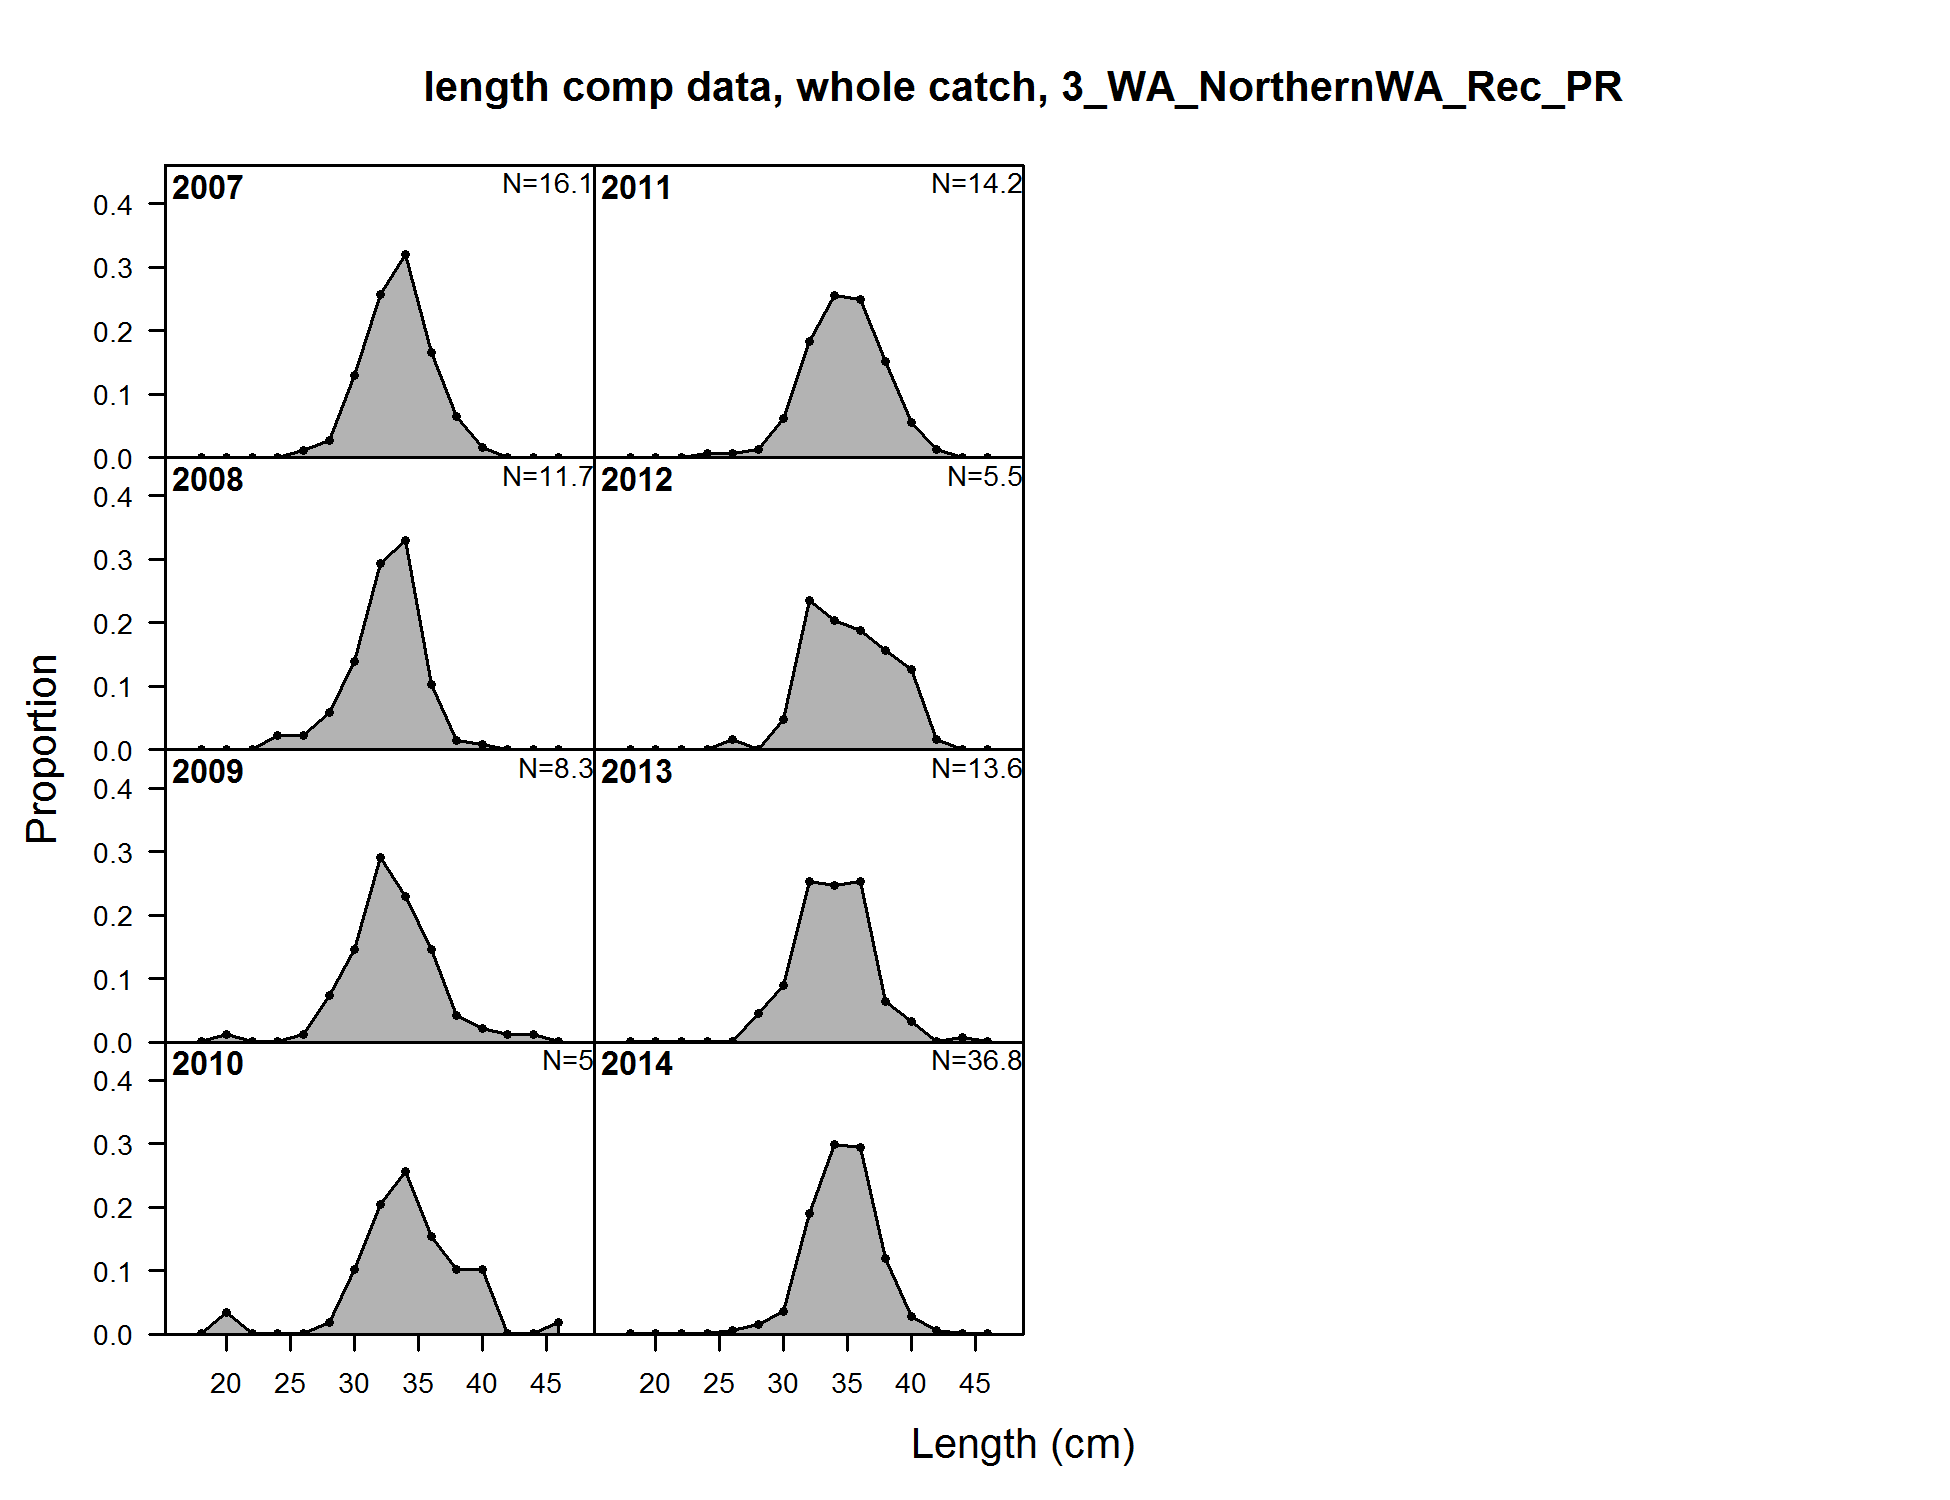 length comp data, whole catch, 3_WA_NorthernWA_Rec_PR
2007 N=16.1 2011 N=14.2
0.4
0.3
0.2
0.1
0.0
2008 N=11.7 2012 N=5.5
0.4
0.3
0.2
0.1
0.0
2009 N=8.3 2013 N=13.6
0.4
0.3
0.2
0.1
0.0
2010 N=5 2014 N=36.8
0.4
0.3
0.2
0.1
0.0
Proportion
20 25 30 35 40 45 20 25 30 35 40 45
Length (cm)